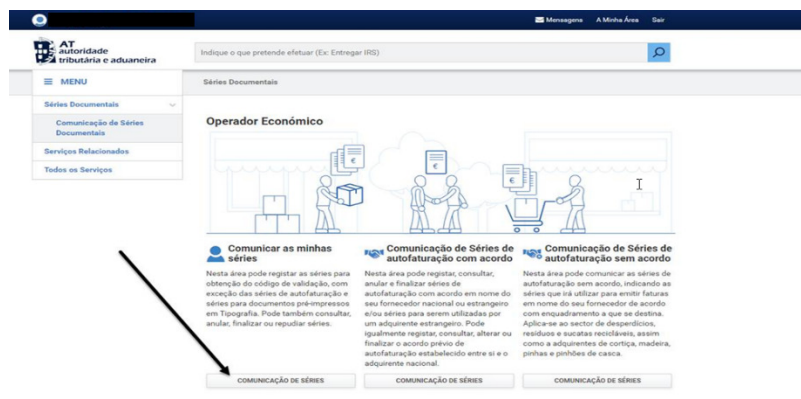 Mensagens A Minha Área Sair
AT
autoridade
tributária e aduaneira
Indique o que pretende efetuar (Ex: Entregar IRS)
MENU
Séries Documentais
Séries Documentais
Comunicação de Séries
Documentais
Serviços Relacionados
Todos os Serviços
Operador Económico
€
€
€
Comunicar as minhas
séries
Nesta área pode registar as séries para
obtenção do código de validação, com
exceção das séries de autofaturação e
séries para documentos pré-impressos
em Tipografia. Pode também consultar,
anular, finalizar ou repudiar séries.
COMUNICAÇÃO DE SÉRIES
Comunicação de Séries de
autofaturação com acordo
Nesta área pode registar, consultar,
anular e finalizar séries de
autofaturação com acordo em nome do
seu fornecedor nacional ou estrangeiro
e/ou séries para serem utilizadas por
um adquirente estrangeiro. Pode
igualmente registar, consultar, alterar ou
finalizar o acordo prévio de
autofaturação estabelecido entre si e o
adquirente nacional.
COMUNICAÇÃO DE SÉRIES
Comunicação de Séries de
autofaturação sem acordo
Nesta área pode comunicar as séries de
autofaturação sem acordo, indicando as
séries que irá utilizar para emitir faturas
em nome do seu fornecedor de acordo
com enquadramento a que se destina.
Aplica-se ao sector de desperdícios,
resíduos e sucatas recicláveis, assim
como a adquirentes de cortiça, madeira,
pinhas e pinhões de casca.
COMUNICAÇÃO DE SÉRIES